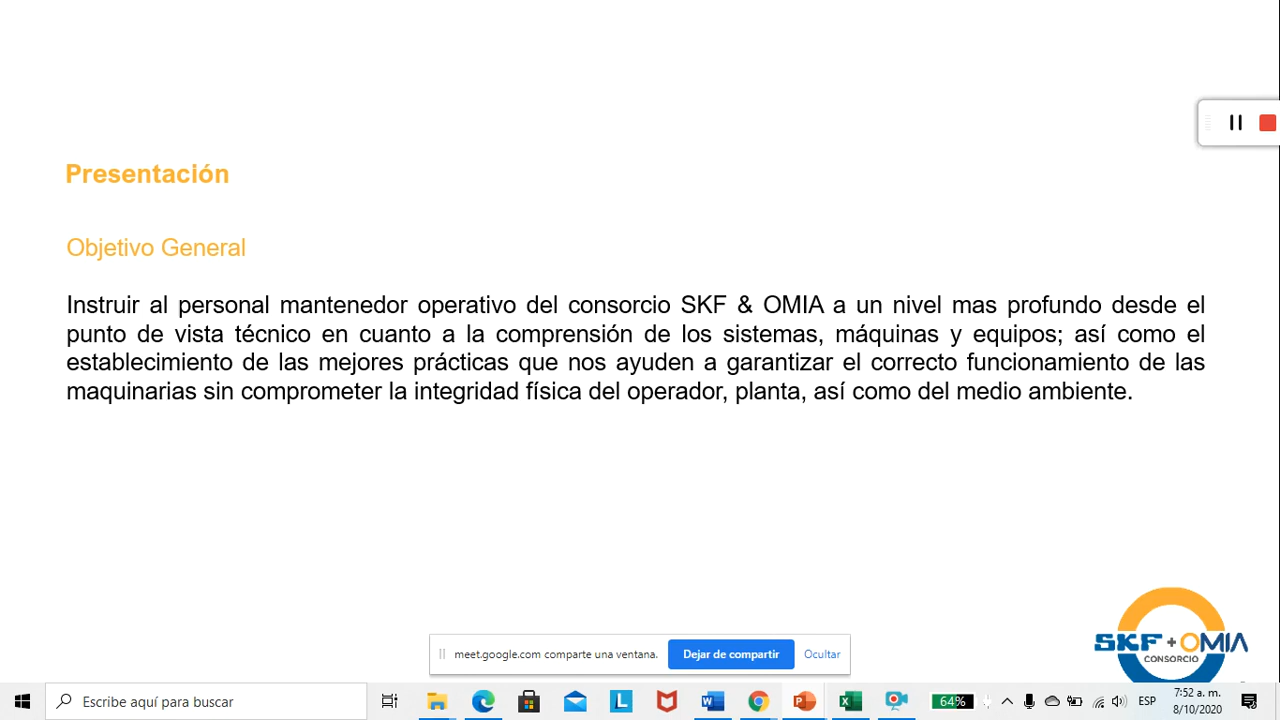 Presentación
Objetivo General
Instruir al personal mantenedor operativo del consorcio SKF & OMIA a un nivel mas profundo desde el
punto de vista técnico en cuanto a la comprensión de los sistemas, máquinas y equipos; así como el
establecimiento de las mejores prácticas que nos ayuden a garantizar el correcto funcionamiento de las
maquinarias sin comprometer la integridad física del operador, planta, así como del medio ambiente.
SKF + OMIA
CONSORCIO
meet.google.com comparte una ventana.
Dejar de compartir
Ocultar
Escribe aquí para buscar
L
W
P
X
64%
ESP
7:52 a. m.
8/10/2020